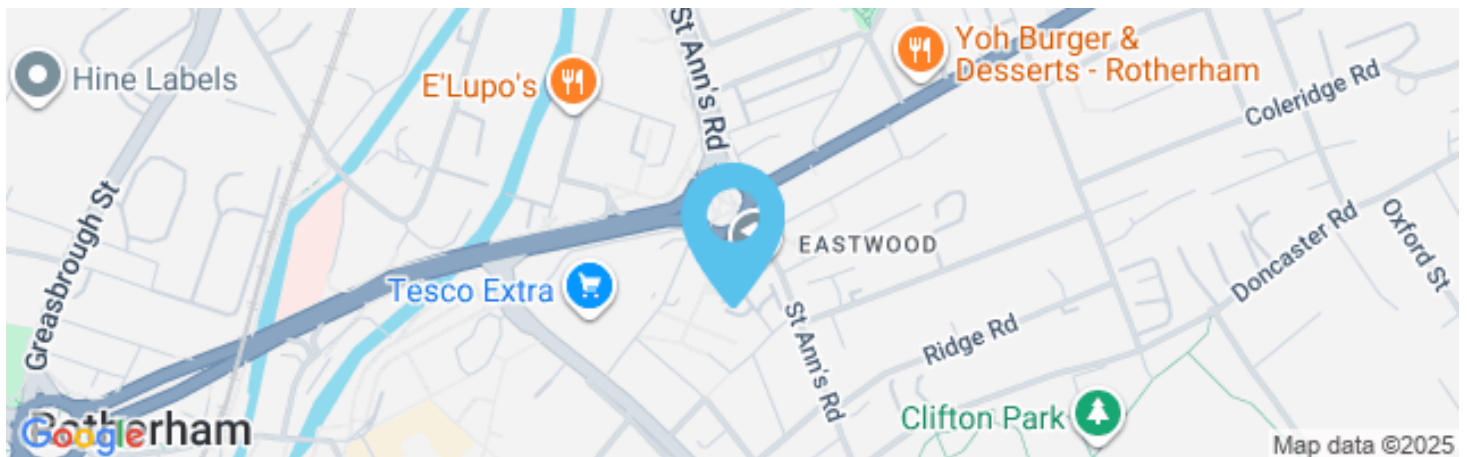 Hine Labels
E'Lupo's
St Ann's Rd
Yoh Burger &
Desserts - Rotherham
Coleridge Rd
Greasbrough St
Tesco Extra
EASTWOOD
Doncaster Rd
Oxford St
St Ann's Rd
Ridge Rd
Clifton Park
Rotherham
Google
Map data ©2025